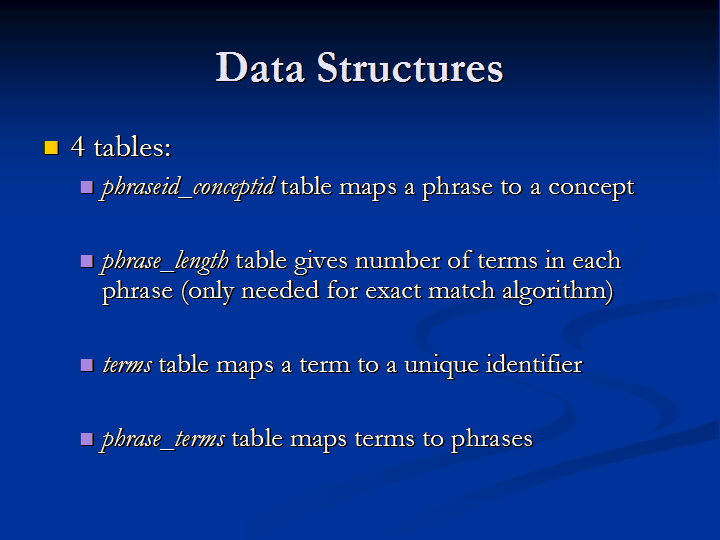 Data Structures
4 tables:
phraseid_conceptid table maps a phrase to a concept
phrase_length table gives number of terms in each
phrase (only needed for exact match algorithm)
terms table maps a term to a unique identifier
phrase_terms table maps terms to phrases